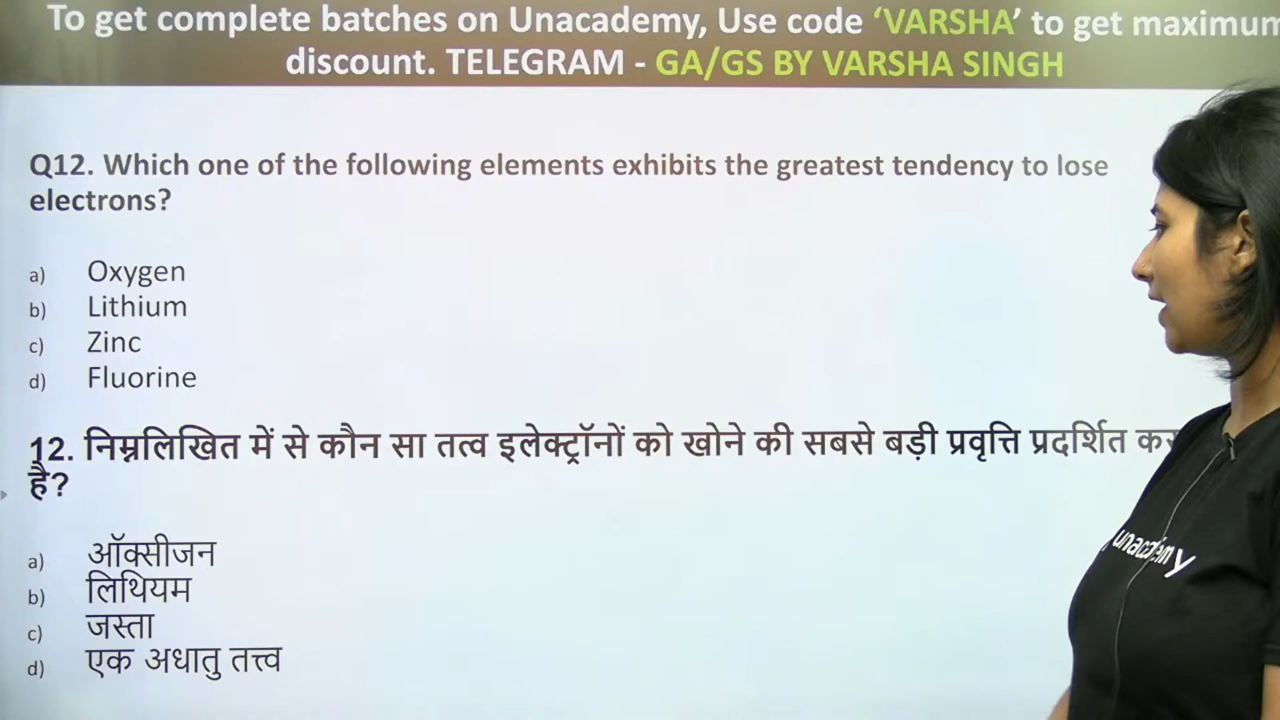 To get complete batches on Unacademy, Use code ‘VARSHA’ to get maximum
discount. TELEGRAM - GA/GS BY VARSHA SINGH
Q12. Which one of the following elements exhibits the greatest tendency to lose
electrons?
a) Oxygen
b) Lithium
c) Zinc
d) Fluorine
12. निम्नलिखित में से कौन सा तत्व इलेक्ट्रॉनों को खोने की सबसे बड़ी प्रवृत्ति प्रदर्शित
है?
a) ऑक्सीजन
b) लिथियम
c) जस्ता
d) एक अधातु तत्त्व
unacademy